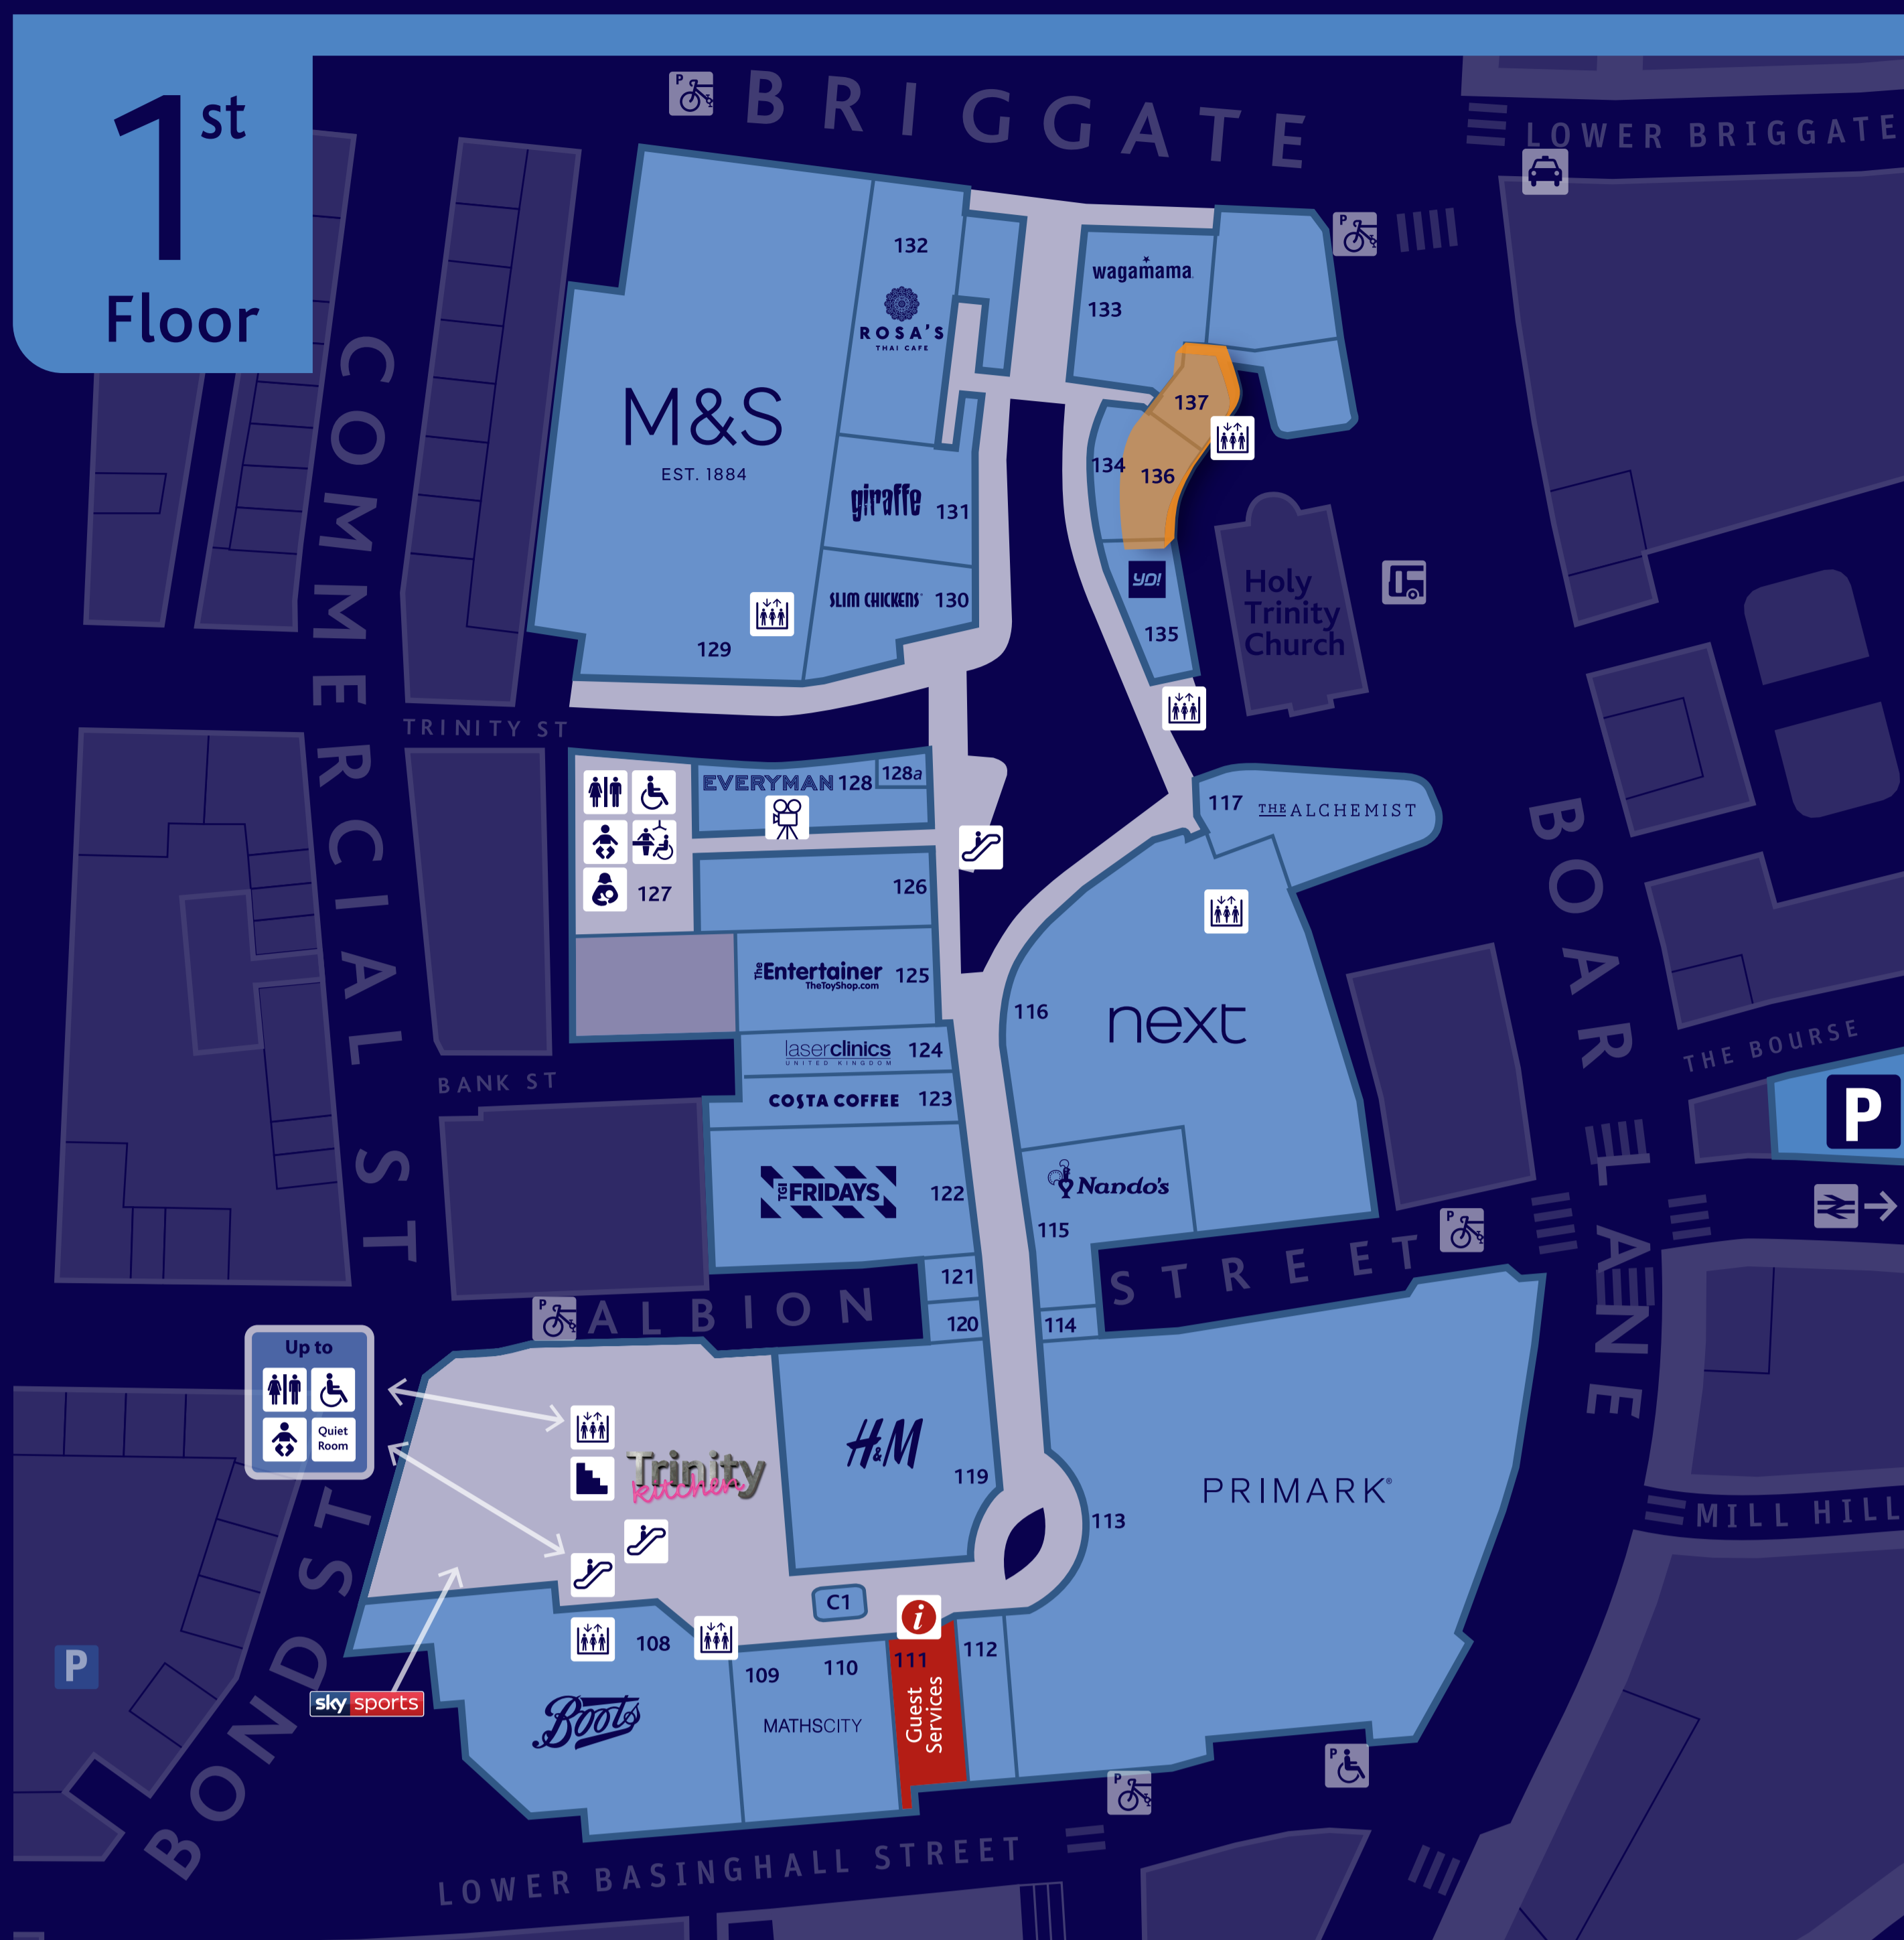 1st
Floor
BRIGGATE
LOWER BRIGGATE
COMMERCIAL ST
132
ROSA'S
THAI CAFE
wagamama
133
M&S
EST. 1884
137
134
136
giraffe
131
SLIM CHICKENS
130
129
YO!
135
Holy
Trinity
Church
TRINITY ST
EVERYMAN
128
128a
127
126
117
THE ALCHEMIST
BOAR LANE
The Entertainer
TheToyShop.com
125
116
next
laserclinics
UNITED KINGDOM
124
COSTA COFFEE
123
BANK ST
THE BOURSE
P
TGI FRIDAYS
122
Nando's
115
121
120
114
ALBION STREET
Up to
Quiet
Room
Trinity
kitchen
H&M
119
PRIMARK®
113
MILL HILL
BOND ST
C1
i
108
109
110
111
112
Guest
Services
sky sports
Boots
MATHSCITY
P
P
P
P
P
P
P
LOWER BASINGHALL STREET